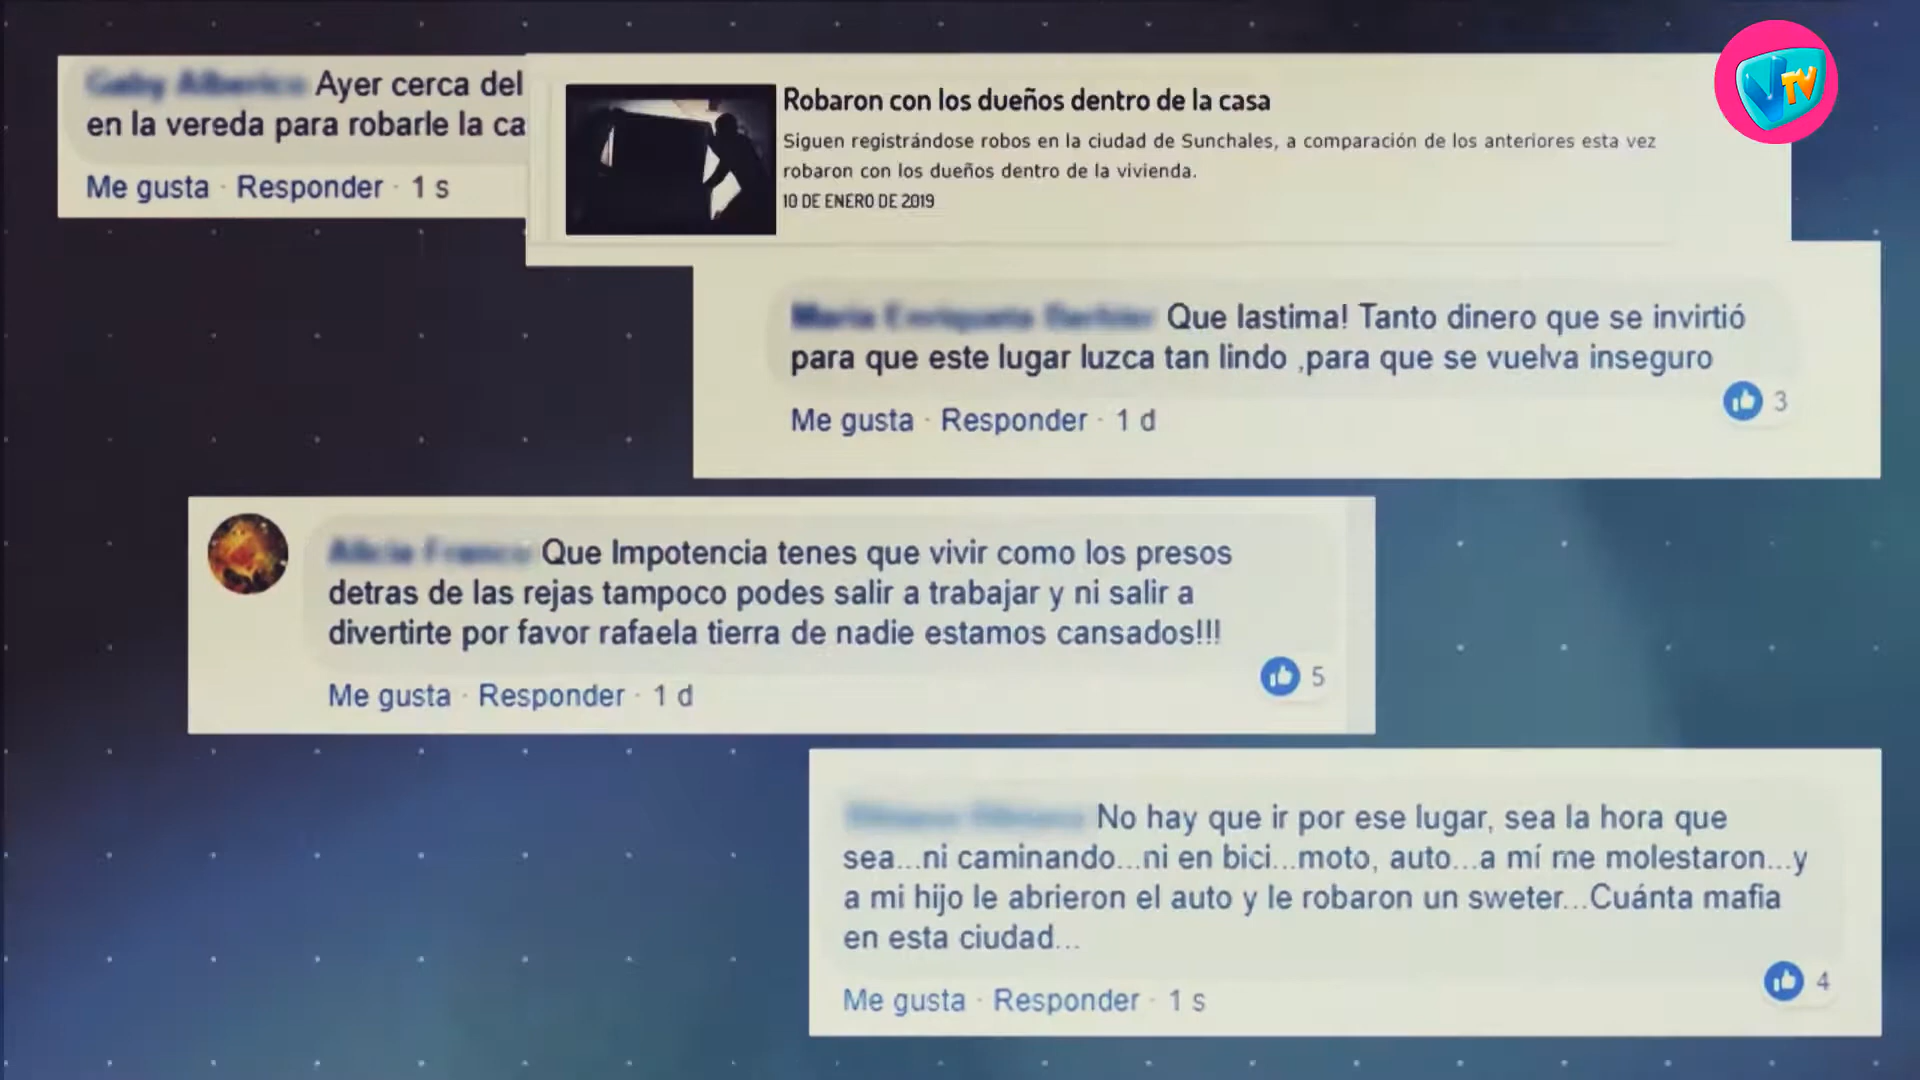 VTV
Ayer cerca del
en la vereda para robarle la ca
Me gusta · Responder · 1 s
Robaron con los dueños dentro de la casa
Siguen registrándose robos en la ciudad de Sunchales, a comparación de los anteriores esta vez
robaron con los dueños dentro de la vivienda.
10 DE ENERO DE 2019
Que lastima! Tanto dinero que se invirtió
para que este lugar luzca tan lindo ,para que se vuelva inseguro
3
Me gusta · Responder · 1 d
Que Impotencia tenes que vivir como los presos
detras de las rejas tampoco podes salir a trabajar y ni salir a
divertirte por favor rafaela tierra de nadie estamos cansados!!!
5
Me gusta · Responder · 1 d
No hay que ir por ese lugar, sea la hora que
sea...ni caminando...ni en bici...moto, auto...a mí me molestaron...y
a mi hijo le abrieron el auto y le robaron un sweter...Cuánta mafia
en esta ciudad...
4
Me gusta · Responder · 1 s